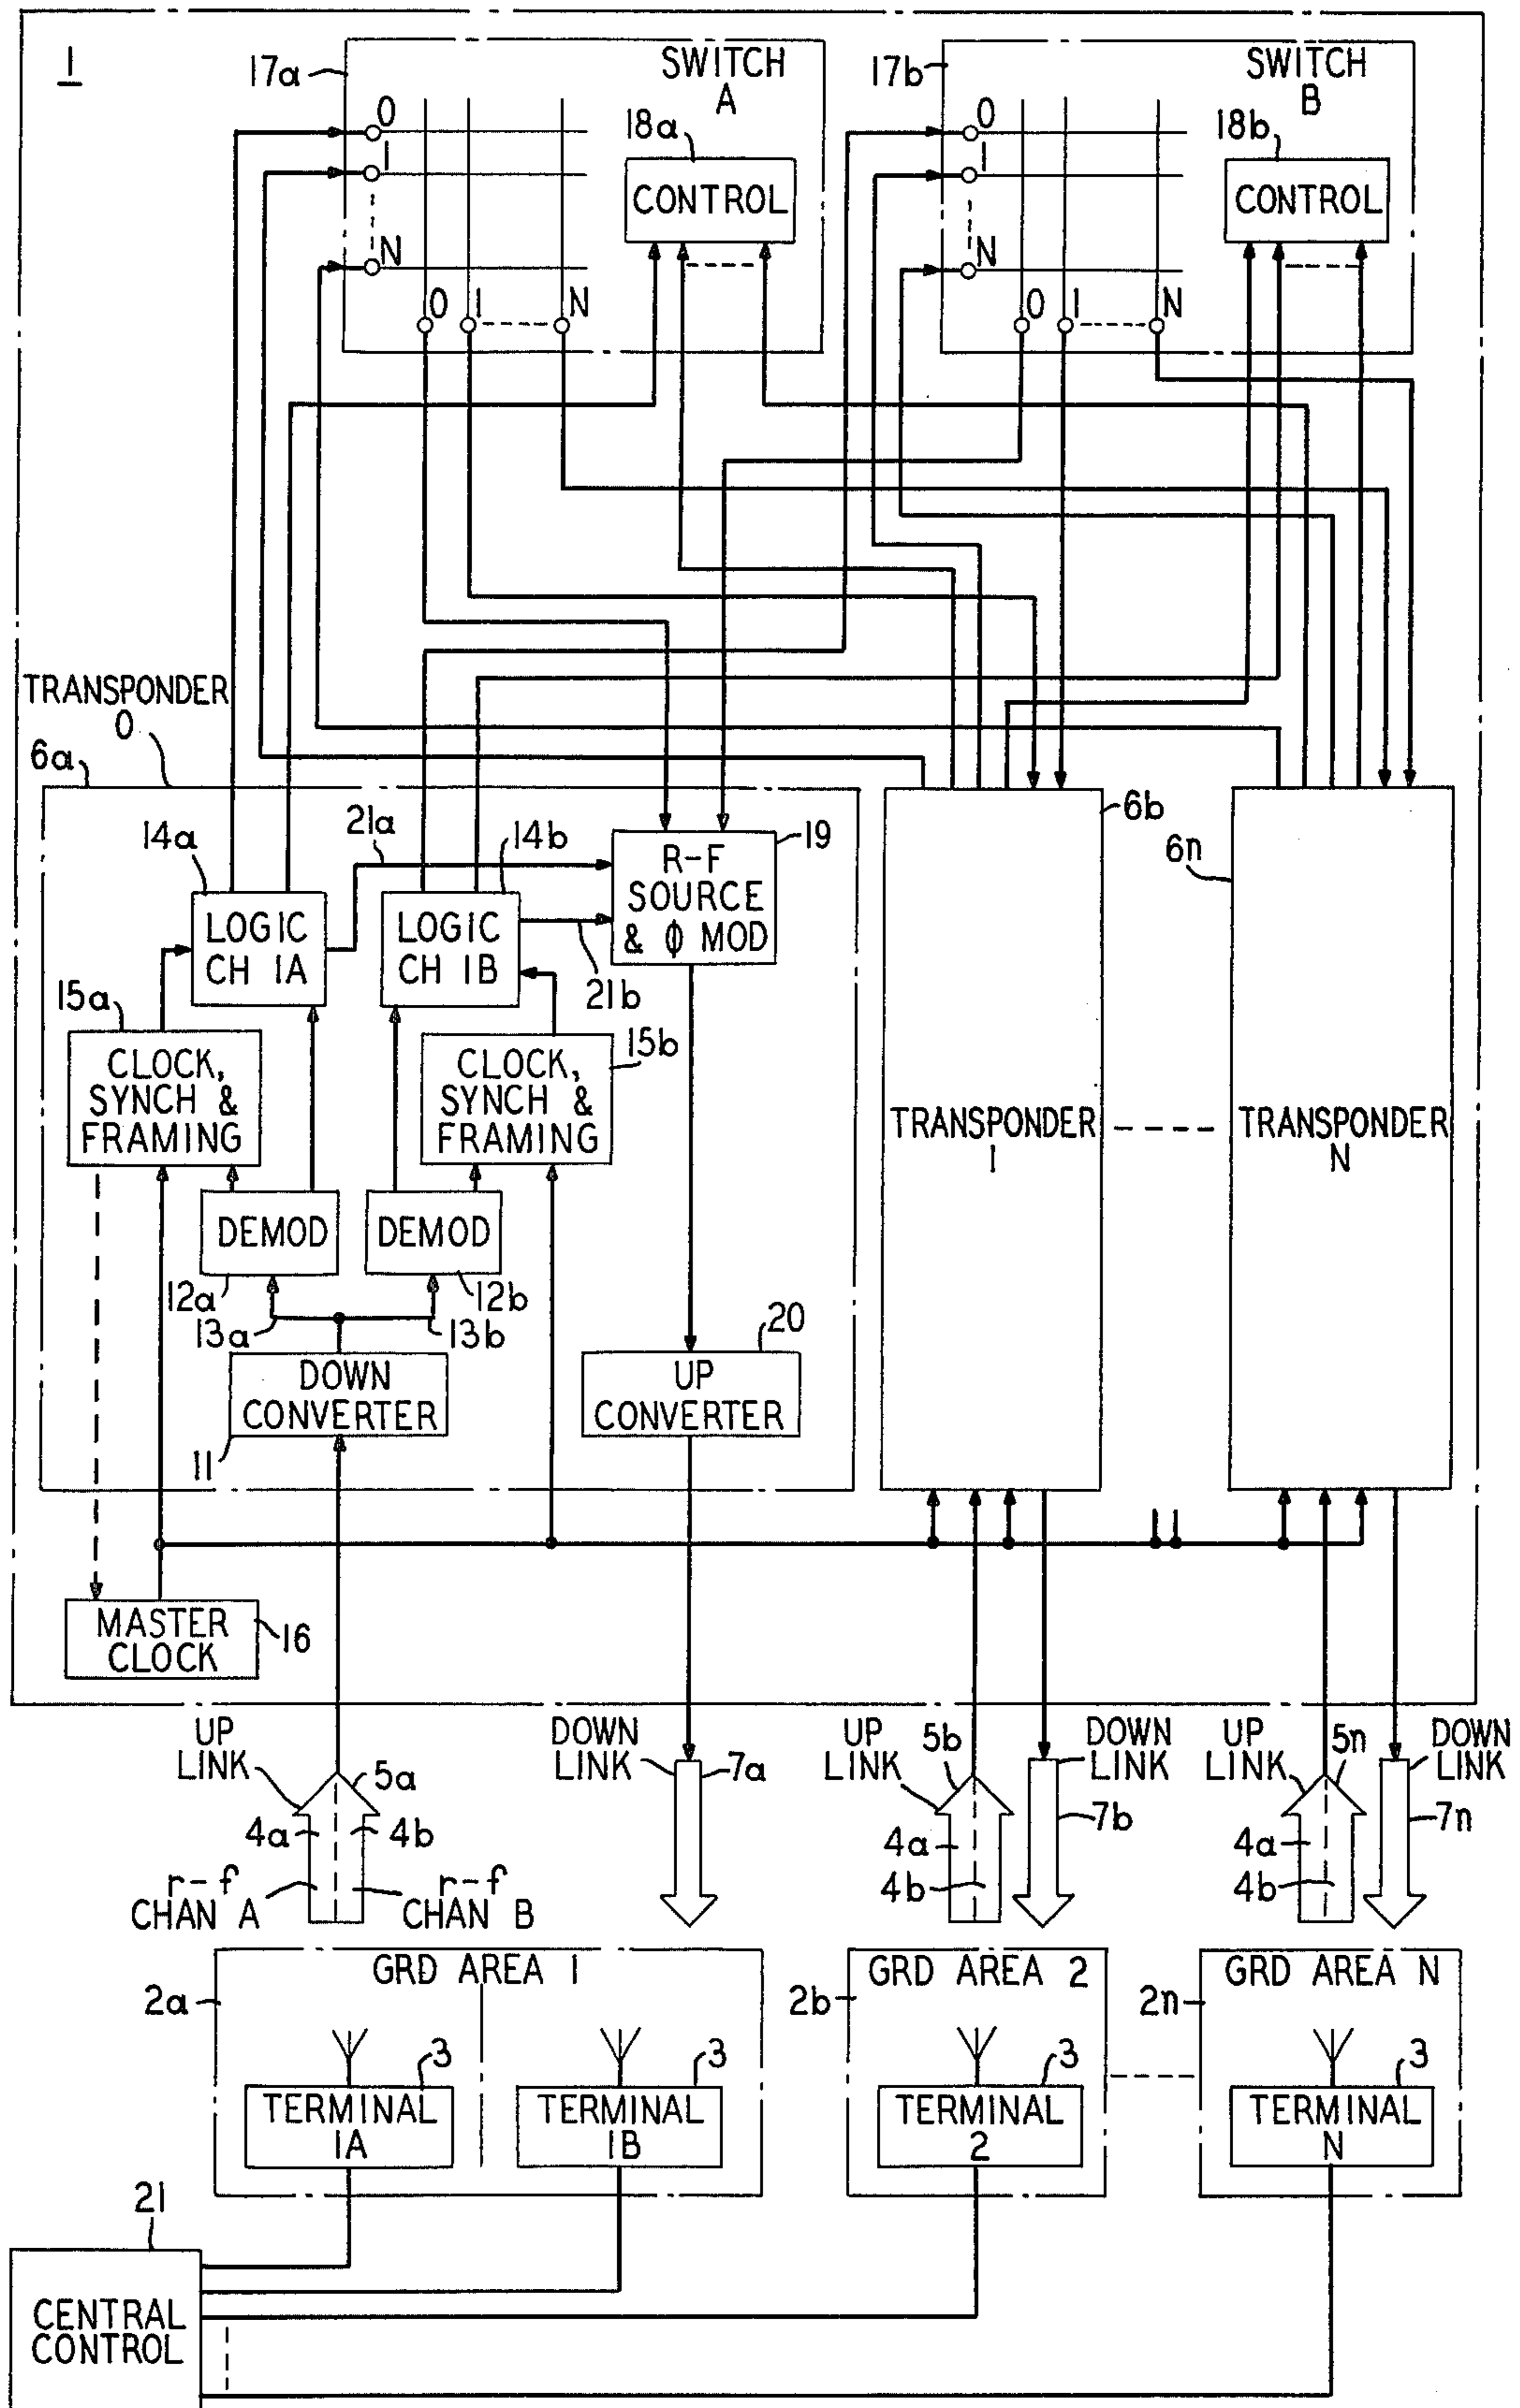 1
17a
SWITCH
A
17b
SWITCH
B
0
1
N
0
1
N
18a
CONTROL
0
1
N
0
1
N
18b
CONTROL
TRANSPONDER
0
6a
14a
21a
14b
19
6b
6n
LOGIC
CH 1A
LOGIC
CH 1B
R-F
SOURCE
& ϕ MOD
21b
15a
CLOCK,
SYNCH &
FRAMING
15b
CLOCK,
SYNCH &
FRAMING
TRANSPONDER
1
TRANSPONDER
N
DEMOD
DEMOD
12a
12b
13a
13b
20
DOWN
CONVERTER
11
UP
CONVERTER
MASTER
CLOCK
16
UP
LINK
5a
4a
4b
r-f
CHAN A
r-f
CHAN B
DOWN
LINK
7a
UP
LINK
5b
4a
4b
DOWN
LINK
7b
UP
LINK
5n
4a
4b
DOWN
LINK
7n
GRD AREA 1
2a
3
TERMINAL
1A
3
TERMINAL
1B
GRD AREA 2
2b
3
TERMINAL
2
GRD AREA N
2n
3
TERMINAL
N
21
CENTRAL
CONTROL